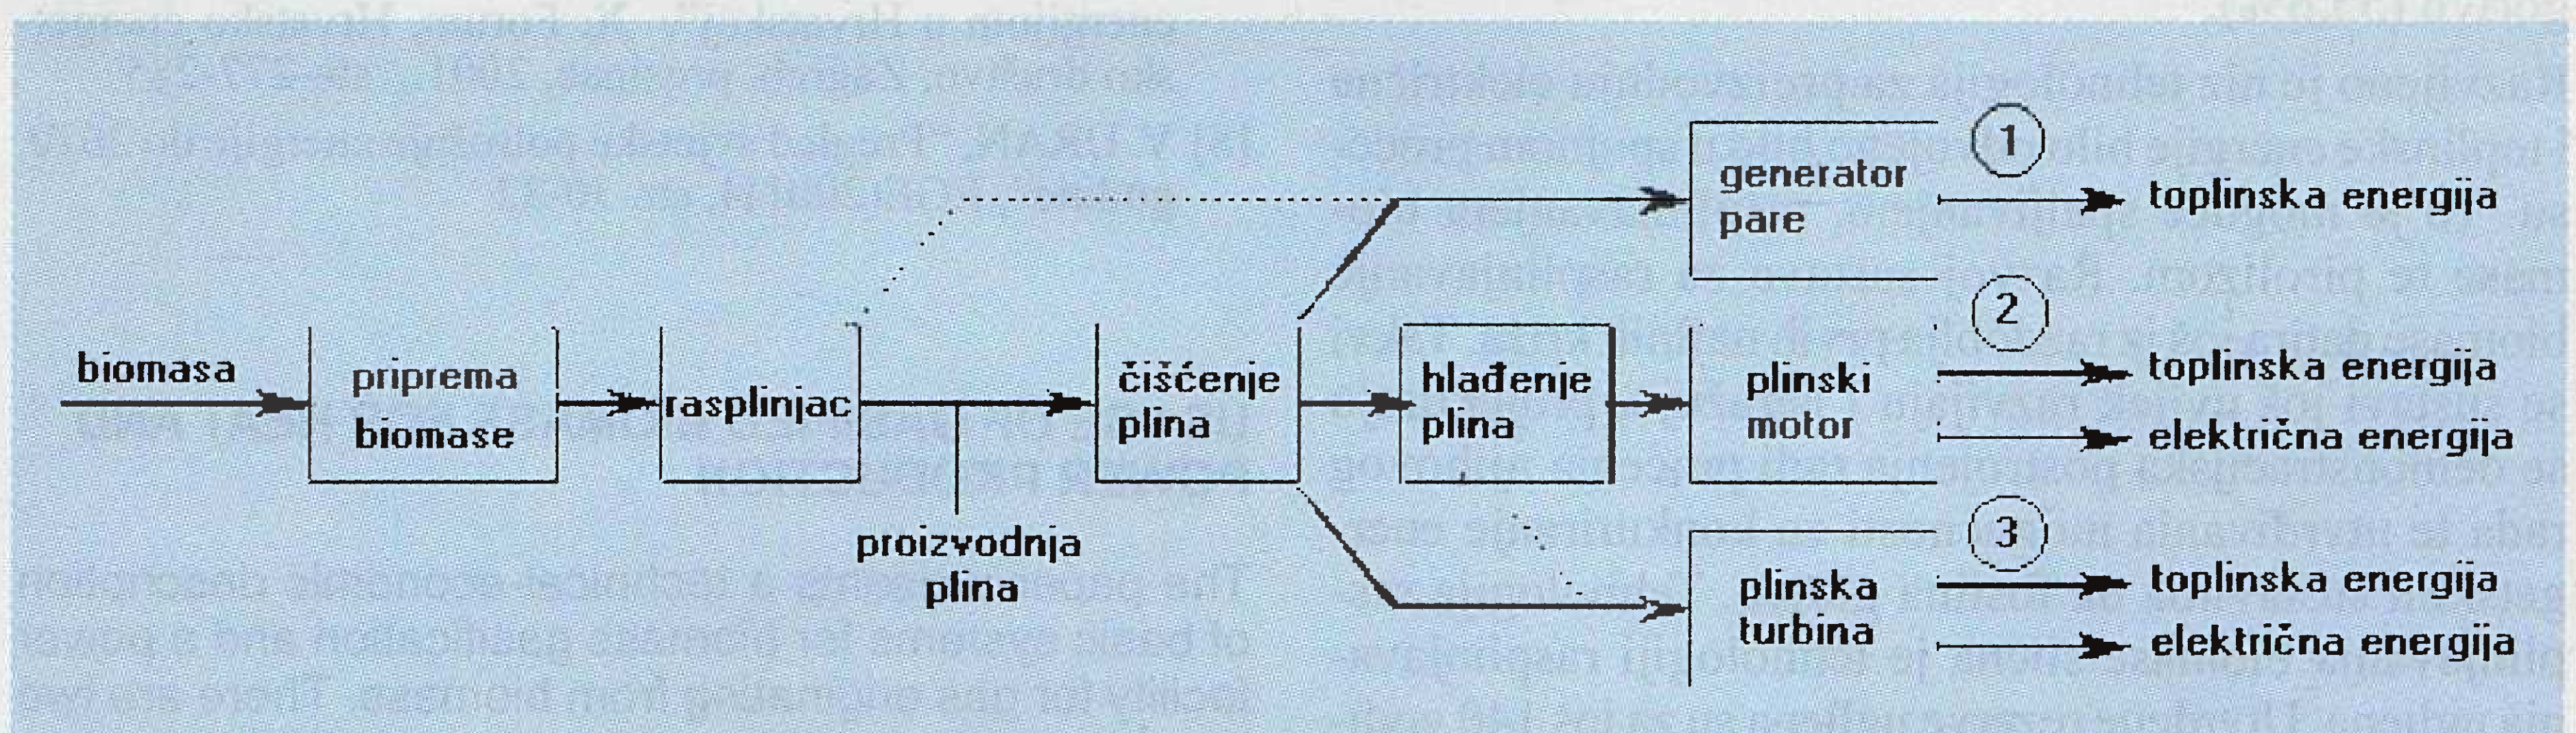 biomasa
priprema
biomase
rasplinjac
proizvodnja
plina
čišćenje
plina
hlađenje
plina
generator
pare
1
toplinska energija
plinski
motor
2
toplinska energija
električna energija
plinska
turbina
3
toplinska energija
električna energija